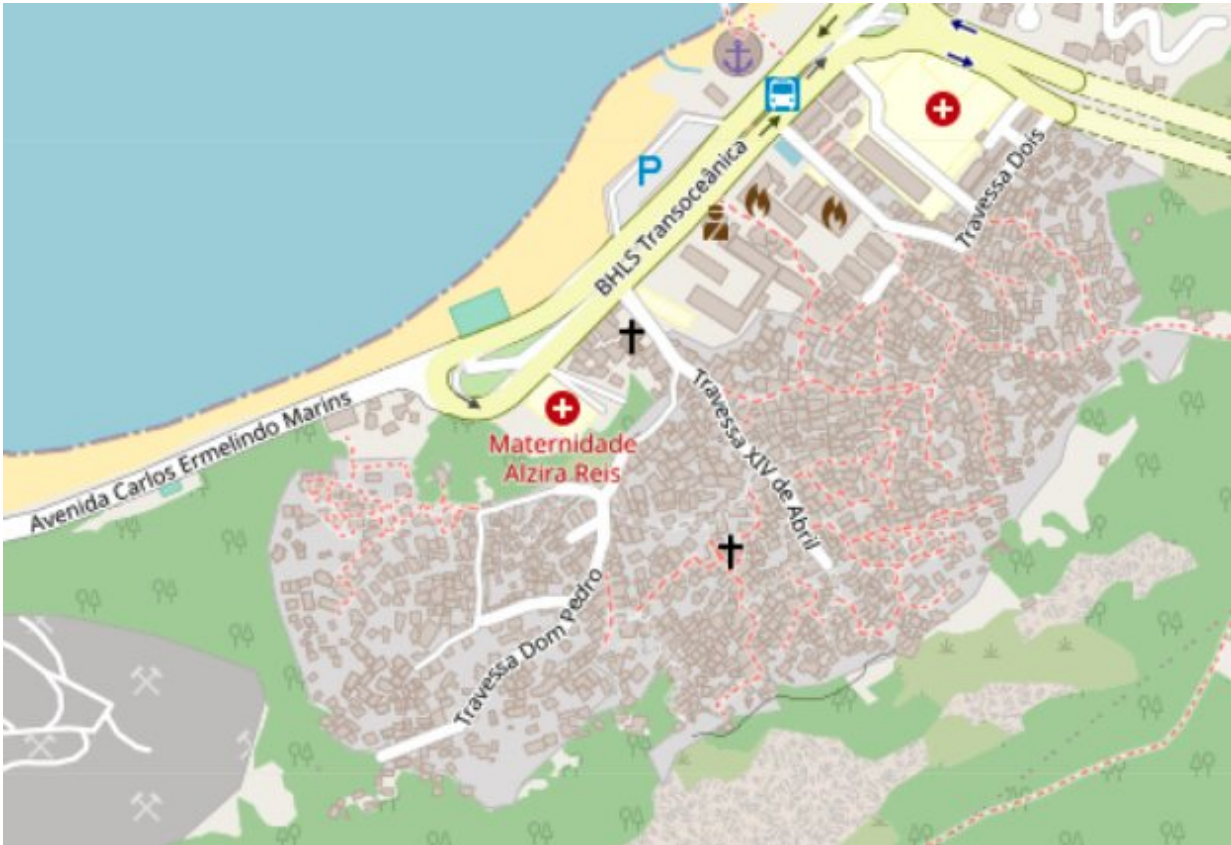 P
BHLS Transoceânica
Travessa Dois
Avenida Carlos Ermelindo Marins
Maternidade
Alzira Reis
Travessa XIV de Abril
Travessa Dom Pedro